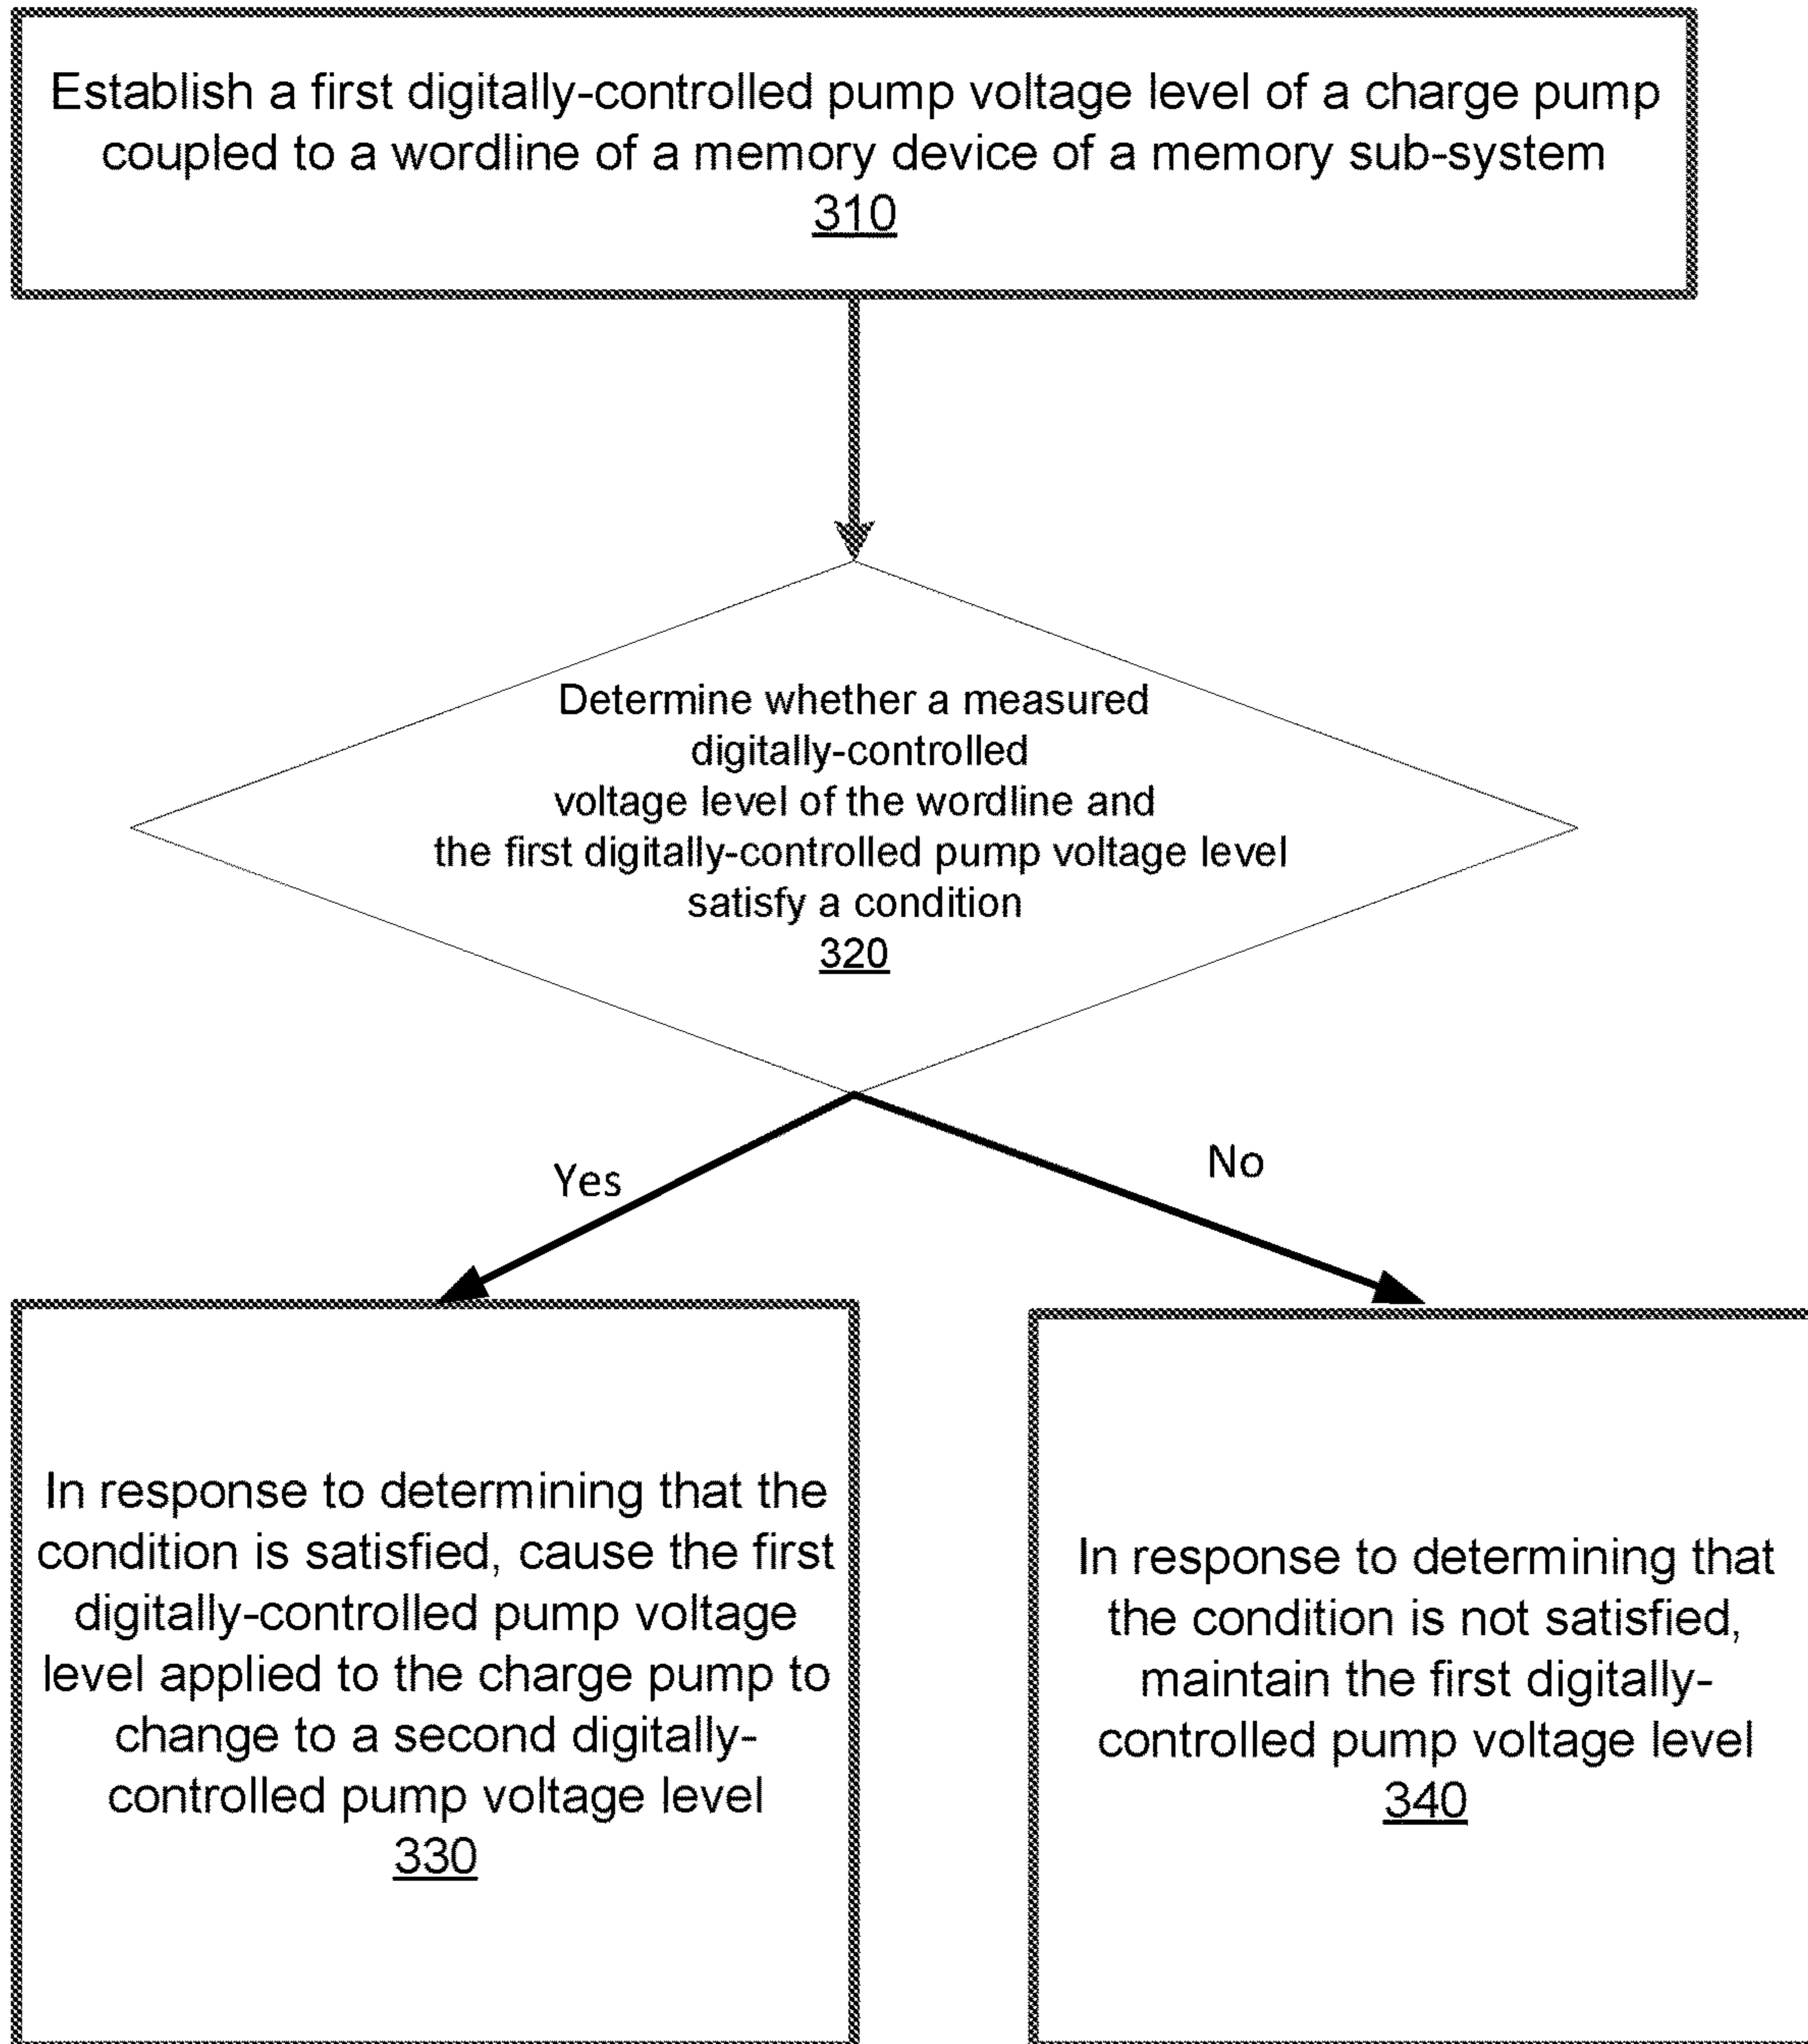 Establish a first digitally-controlled pump voltage level of a charge pump
coupled to a wordline of a memory device of a memory sub-system
310
Determine whether a measured
digitally-controlled
voltage level of the wordline and
the first digitally-controlled pump voltage level
satisfy a condition
320
Yes
No
In response to determining that the
condition is satisfied, cause the first
digitally-controlled pump voltage
level applied to the charge pump to
change to a second digitally-
controlled pump voltage level
330
In response to determining that
the condition is not satisfied,
maintain the first digitally-
controlled pump voltage level
340